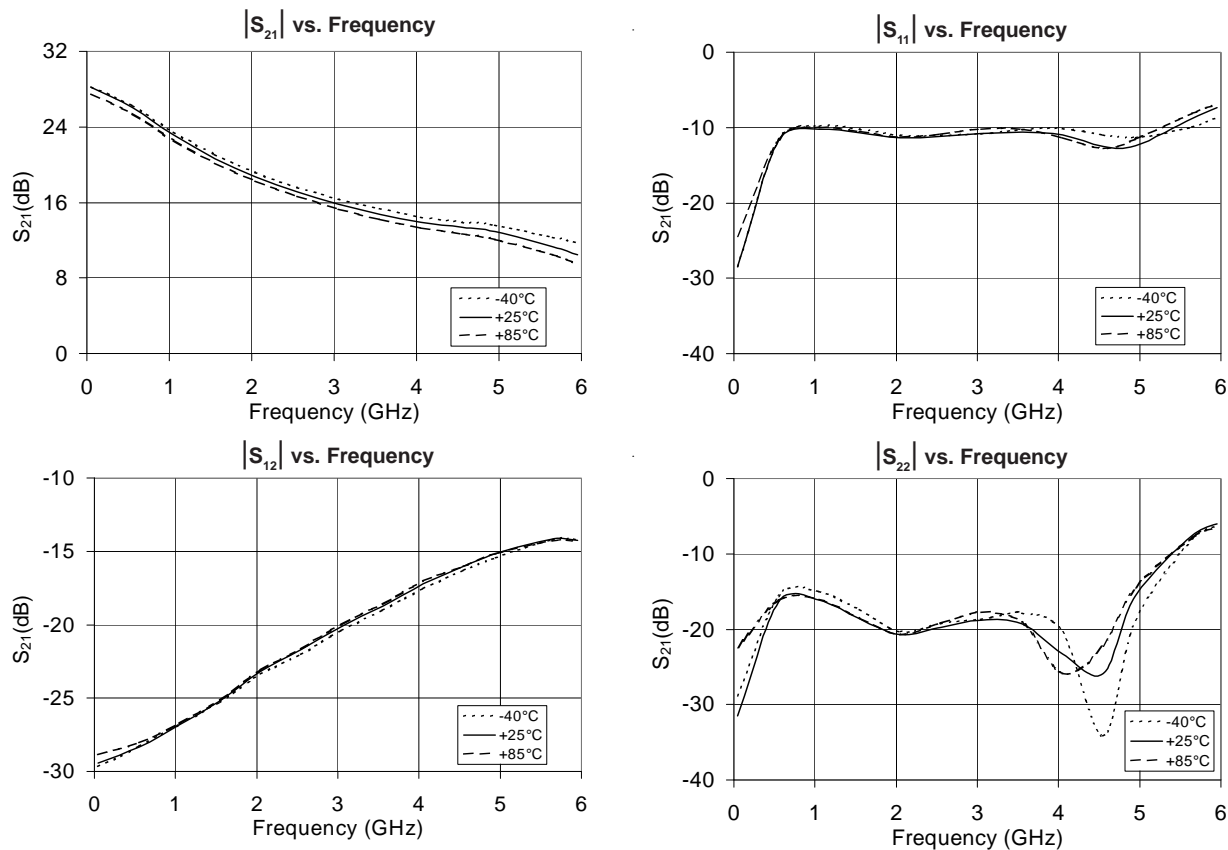 |S21| vs. Frequency
32
24
16
8
0
S21(dB)
-40°C
+25°C
+85°C
0 1 2 3 4 5 6
Frequency (GHz)
|S11| vs. Frequency
0
-10
-20
-30
-40
S21(dB)
-40°C
+25°C
+85°C
0 1 2 3 4 5 6
Frequency (GHz)
|S12| vs. Frequency
-10
-15
-20
-25
-30
S21(dB)
-40°C
+25°C
+85°C
0 1 2 3 4 5 6
Frequency (GHz)
|S22| vs. Frequency
0
-10
-20
-30
-40
S21(dB)
-40°C
+25°C
+85°C
0 1 2 3 4 5 6
Frequency (GHz)